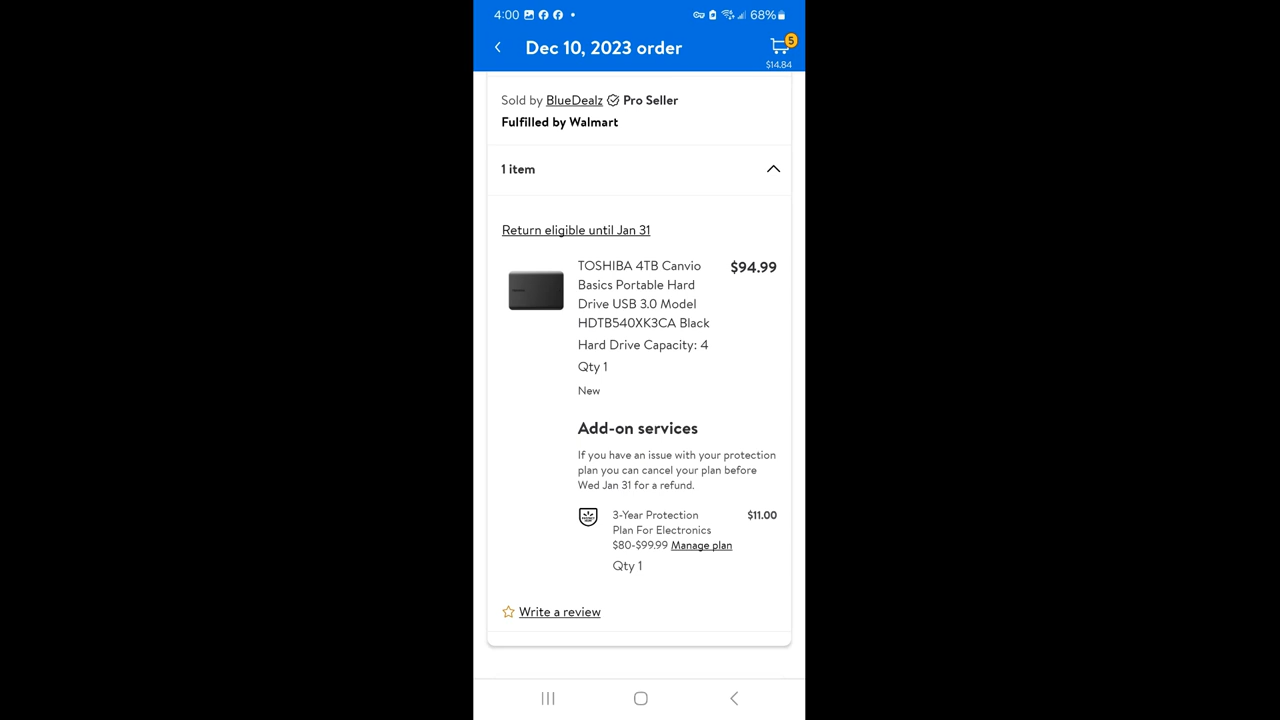 4:00 68%
Dec 10, 2023 order
5
$14.84
Sold by BlueDealz Pro Seller
Fulfilled by Walmart
1 item
Return eligible until Jan 31
TOSHIBA 4TB Canvio $94.99
Basics Portable Hard
Drive USB 3.0 Model
HDTB540XK3CA Black
Hard Drive Capacity: 4
Qty 1
New
Add-on services
If you have an issue with your protection
plan you can cancel your plan before
Wed Jan 31 for a refund.
3-Year Protection $11.00
Plan For Electronics
$80-$99.99 Manage plan
Qty 1
Write a review